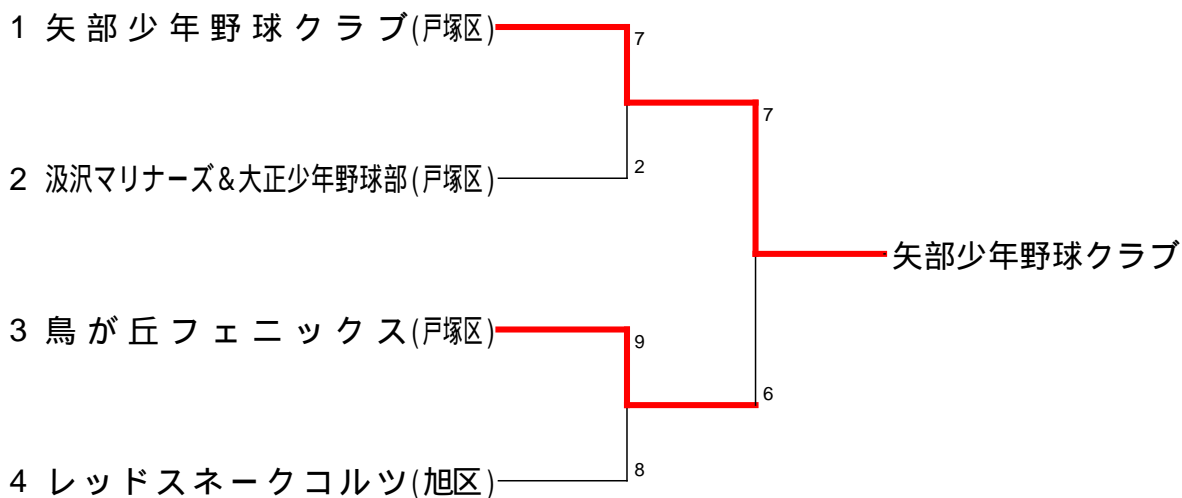 1 矢部少年野球クラブ(戸塚区)
7
7
2 汲沢マリナーズ&大正少年野球部(戸塚区)
2
矢部少年野球クラブ
3 鳥が丘フェニックス(戸塚区)
9
6
4 レッドスネークコルツ(旭区)
8